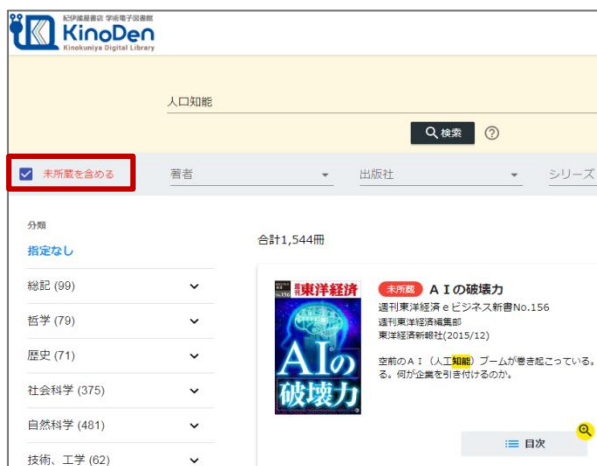 紀伊國屋書店 学術電子図書館
KinoDen
Kinokuniya Digital Library
人口知能
検索
未所蔵を含める
著者
出版社
シリーズ
分類
指定なし
合計1,544冊
総記 (99)
哲学 (79)
歴史 (71)
社会科学 (375)
自然科学 (481)
技術、工学 (62)
東洋経済
AIの
破壊力
未所蔵 ＡＩの破壊力
週刊東洋経済ｅビジネス新書No.156
週刊東洋経済編集部
東洋経済新報社(2015/12)
空前のＡＩ（人工知能）ブームが巻き起こっている。
る。何が企業を引き付けるのか。
目次